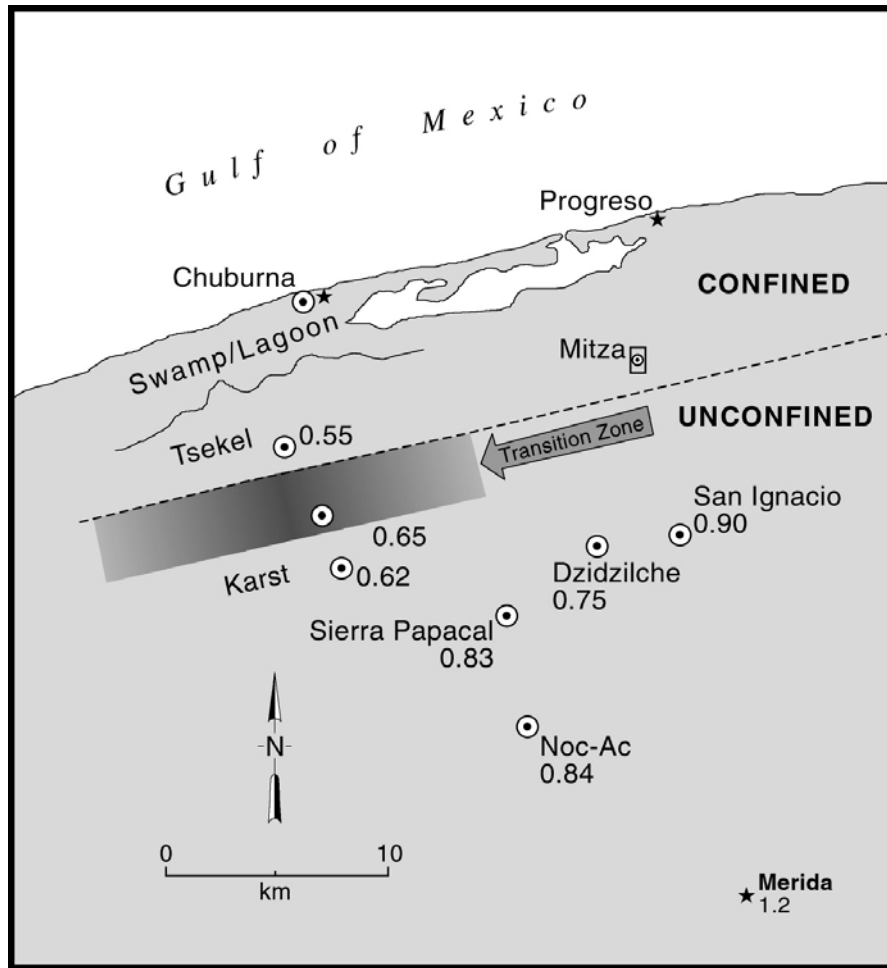 Gulf of Mexico
Progreso
Chuburna
CONFINED
Swamp/Lagoon
Mitza
UNCONFINED
Transition Zone
Tsekel
0.55
San Ignacio
0.90
0.65
Karst
0.62
Dzidzilche
0.75
Sierra Papacal
0.83
Noc-Ac
0.84
N
0 10
km
Merida
1.2